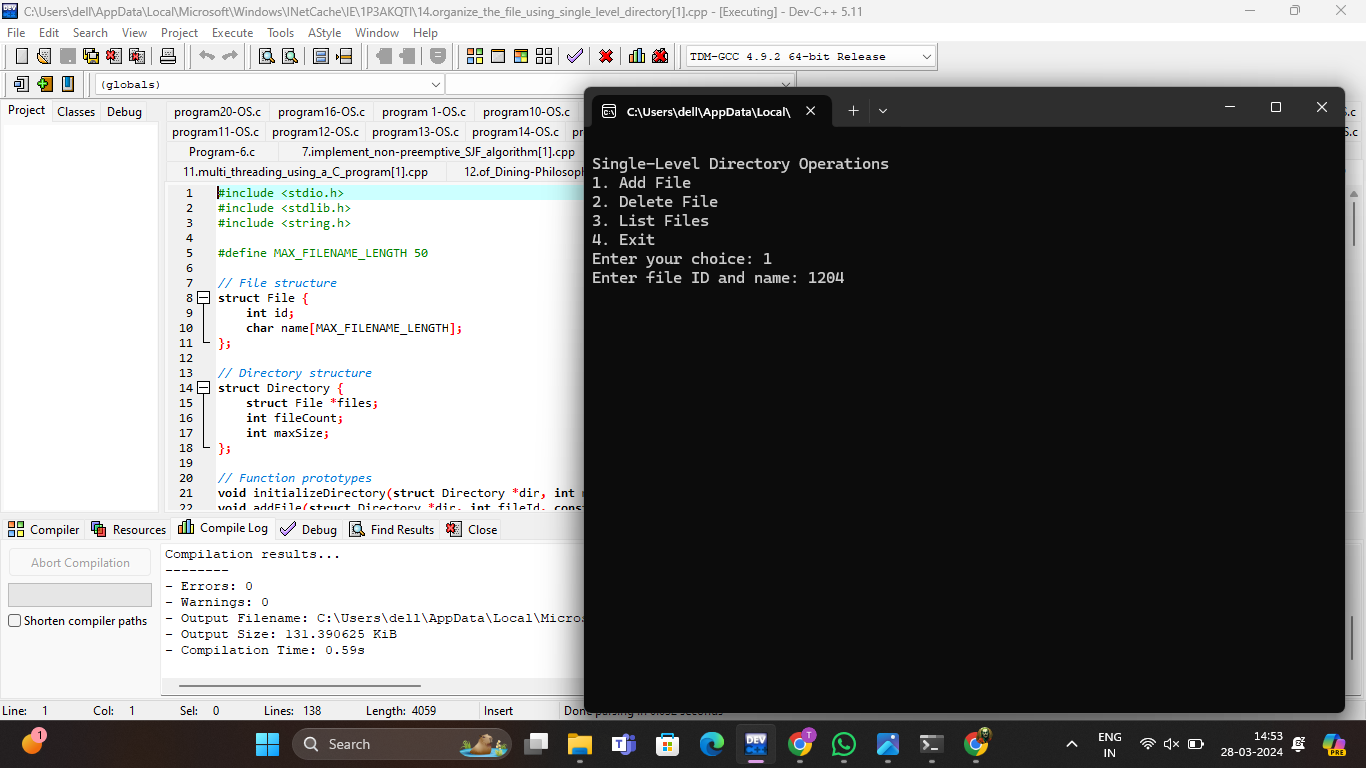 C:\Users\dell\AppData\Local\Microsoft\Windows\INetCache\IE\1P3AKQTI\14.organize_the_file_using_single_level_directory[1].cpp - [Executing] - Dev-C++ 5.11
File Edit Search View Project Execute Tools AStyle Window Help
TDM-GCC 4.9.2 64-bit Release
(globals)
Project Classes Debug
program20-OS.c program16-OS.c program 1-OS.c program10-OS.c
program11-OS.c program12-OS.c program13-OS.c program14-OS.c
Program-6.c 7.implement_non-preemptive_SJF_algorithm[1].cpp
11.multi_threading_using_a_C_program[1].cpp 12.of_Dining-Philosoph
1 #include <stdio.h>
2 #include <stdlib.h>
3 #include <string.h>
4
5 #define MAX_FILENAME_LENGTH 50
6
7 // File structure
8 struct File {
9 int id;
10 char name[MAX_FILENAME_LENGTH];
11 };
12
13 // Directory structure
14 struct Directory {
15 struct File *files;
16 int fileCount;
17 int maxSize;
18 };
19
20 // Function prototypes
21 void initializeDirectory(struct Directory *dir, int
22 void addFile(struct Directory *dir, int fileId, cons
C:\Users\dell\AppData\Local\
Single-Level Directory Operations
1. Add File
2. Delete File
3. List Files
4. Exit
Enter your choice: 1
Enter file ID and name: 1204
Compiler Resources Compile Log Debug Find Results Close
Abort Compilation
Shorten compiler paths
Compilation results...
--------
- Errors: 0
- Warnings: 0
- Output Filename: C:\Users\dell\AppData\Local\Micros
- Output Size: 131.390625 KiB
- Compilation Time: 0.59s
Line: 1 Col: 1 Sel: 0 Lines: 138 Length: 4059 Insert Done parsing in 0.032 seconds
1
Search
DEV
T
ENG
IN
14:53
28-03-2024
PRE